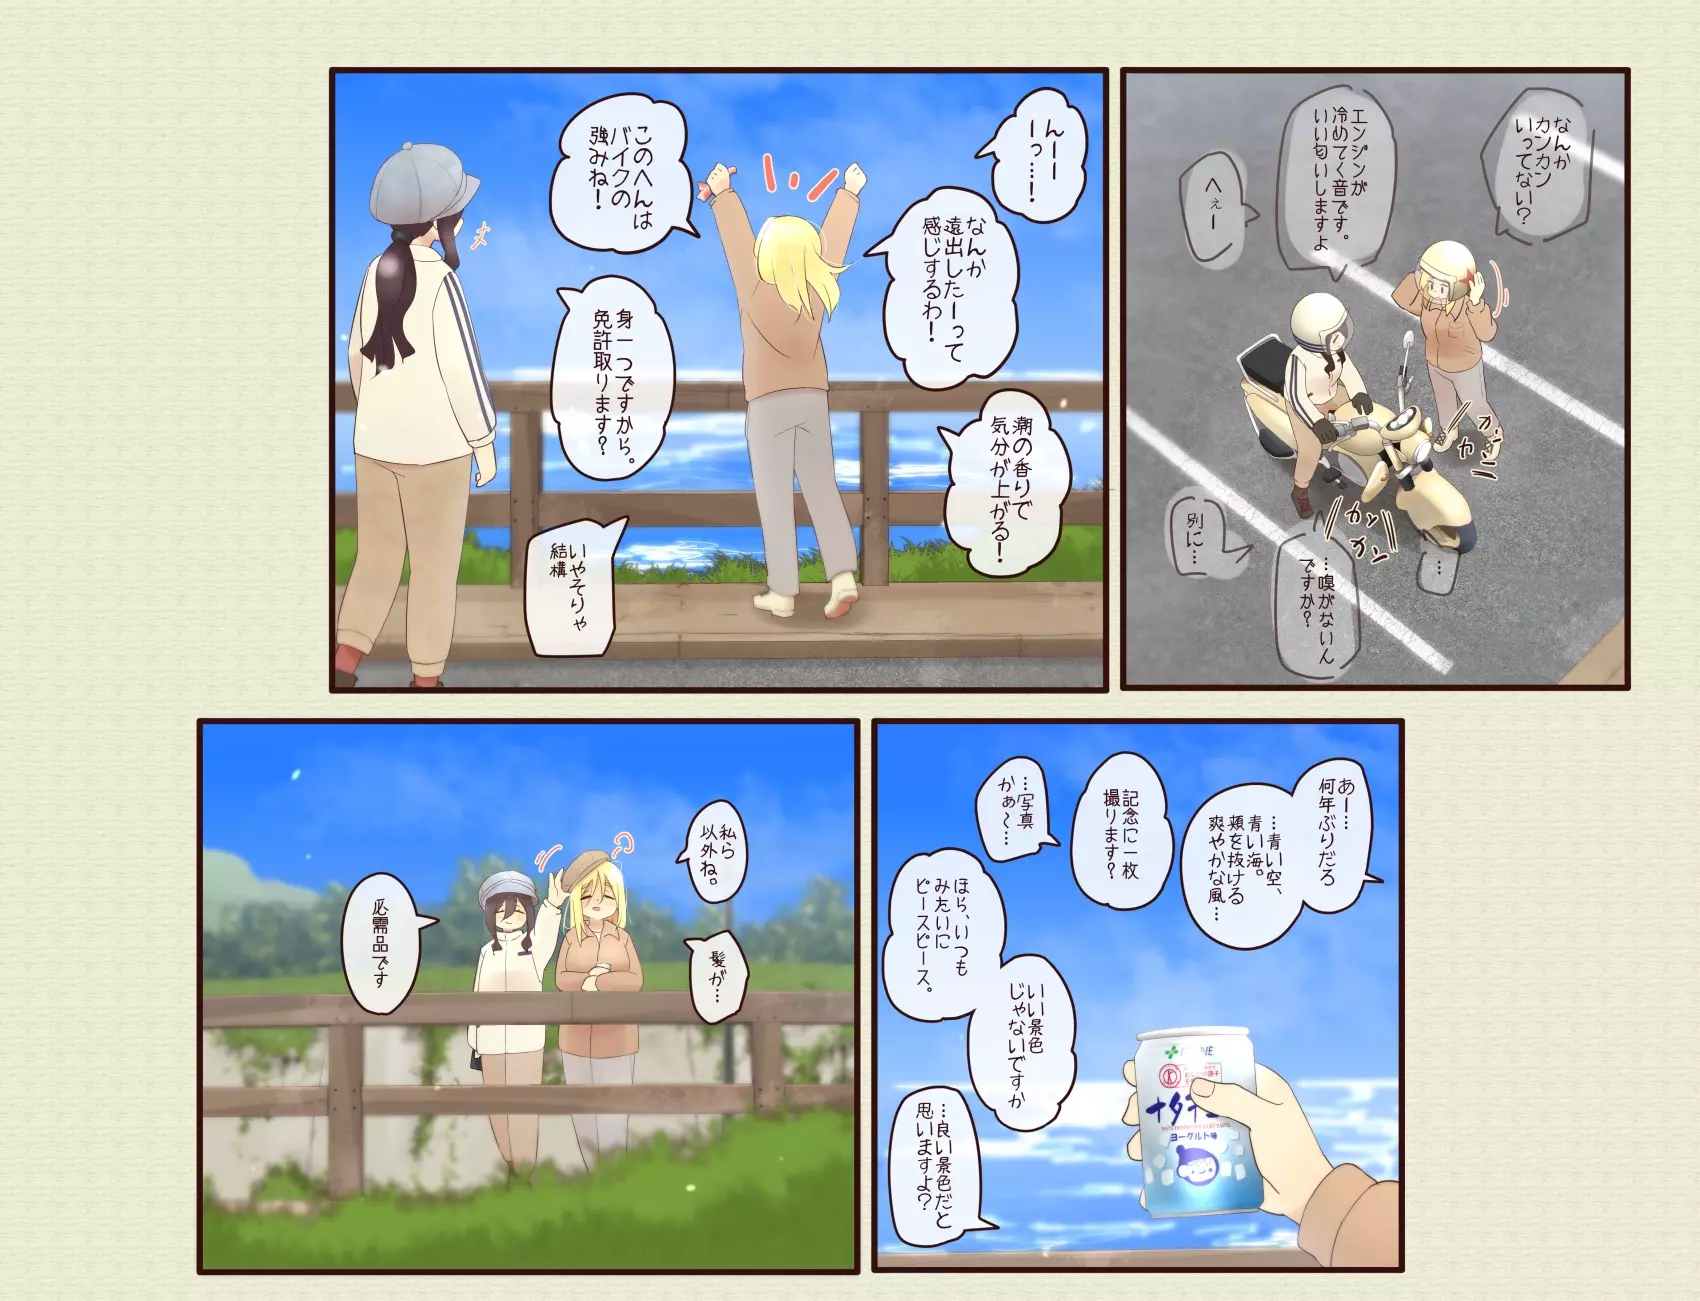 なんか
カンカン
いってない?
エンジンが
冷めてく音です。
いい匂いしますよ
へぇー
カンカン
カンカン
…
…嗅がないん
ですか?
別に…
んーー
ーっ…!
なんか
遠出したーって
感じするわ!
潮の香りで
気分が上がる!
このへんは
バイクの
強みね!
身一つですから。
免許取ります?
いやそりゃ
結構
あー…
何年ぶりだろ
…青い空、
青い海。
頬を抜ける
爽やかな風…
記念に一枚
撮ります?
…写真
かぁ~…
ほら、いつも
みたいに
ピースピース。
いい景色
じゃないですか
…良い景色だと
思いますよ?
ナタデコ
ヨーグルト味
私ら
以外ね。
髪が…
必需品です